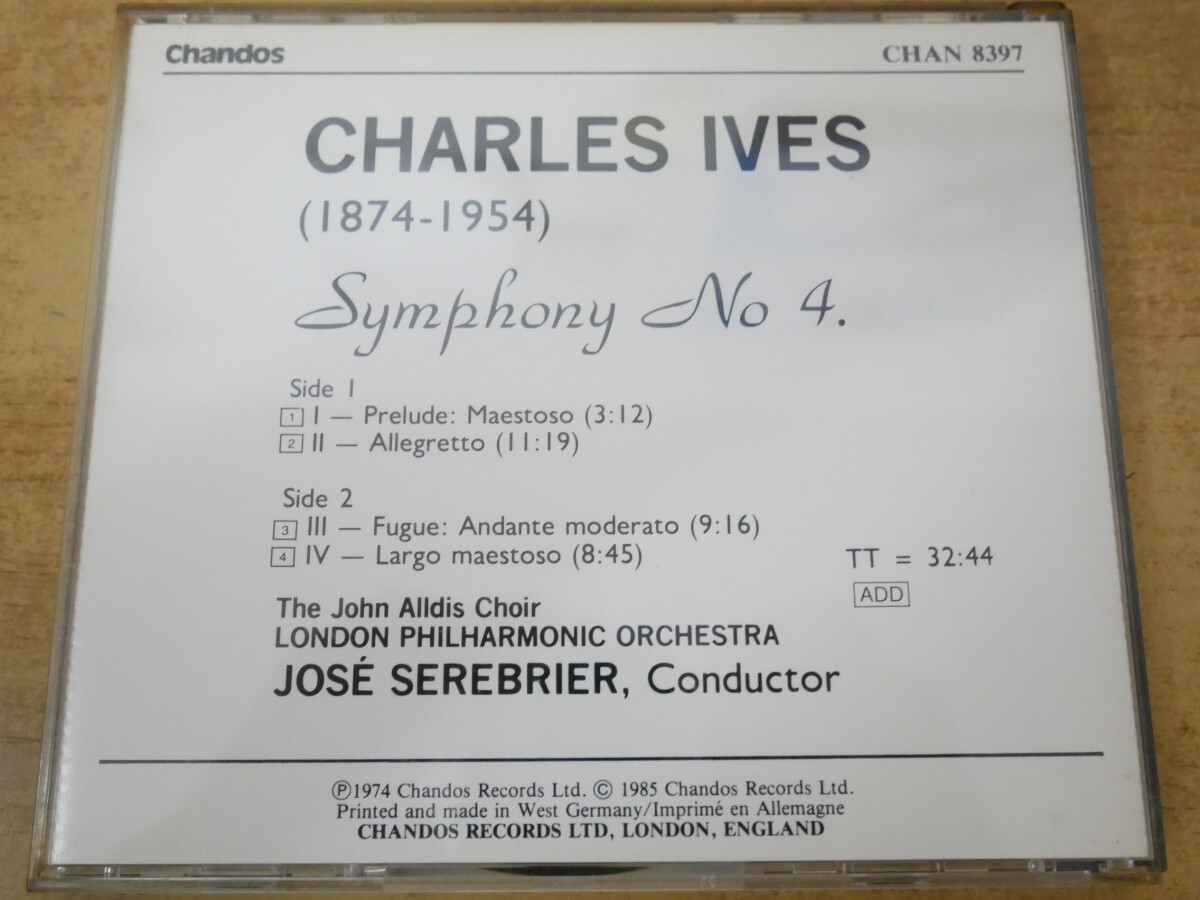 Chandos CHAN 8397
CHARLES IVES
(1874-1954)
Symphony No 4.
Side 1
1 I — Prelude: Maestoso (3:12)
2 II — Allegretto (11:19)
Side 2
3 III — Fugue: Andante moderato (9:16)
4 IV — Largo maestoso (8:45) TT = 32:44
ADD
The John Alldis Choir
LONDON PHILHARMONIC ORCHESTRA
JOSÉ SEREBRIER, Conductor
Ⓟ1974 Chandos Records Ltd. © 1985 Chandos Records Ltd.
Printed and made in West Germany/Imprimé en Allemagne
CHANDOS RECORDS LTD, LONDON, ENGLAND